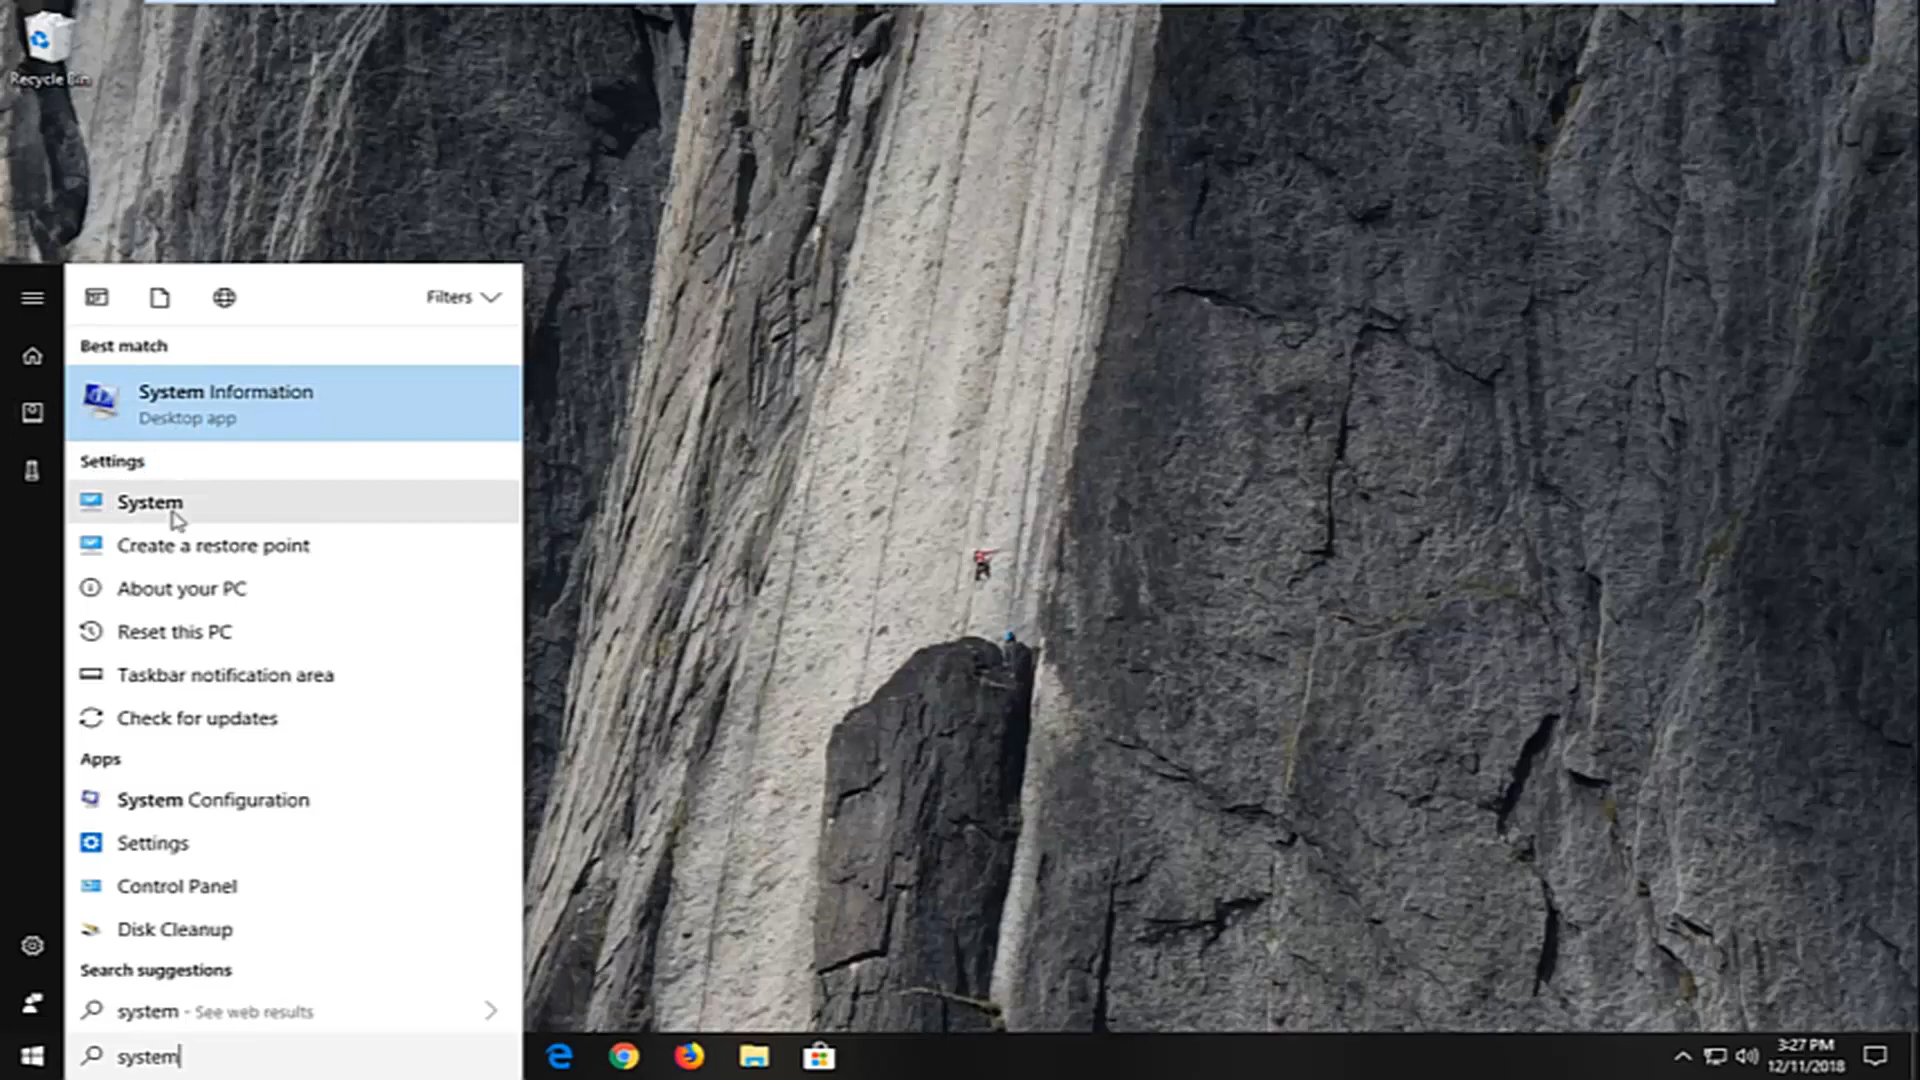 Recycle Bin
Filters
Best match
System Information
Desktop app
Settings
System
Create a restore point
About your PC
Reset this PC
Taskbar notification area
Check for updates
Apps
System Configuration
Settings
Control Panel
Disk Cleanup
Search suggestions
system - See web results
system
3:27 PM
12/11/2018